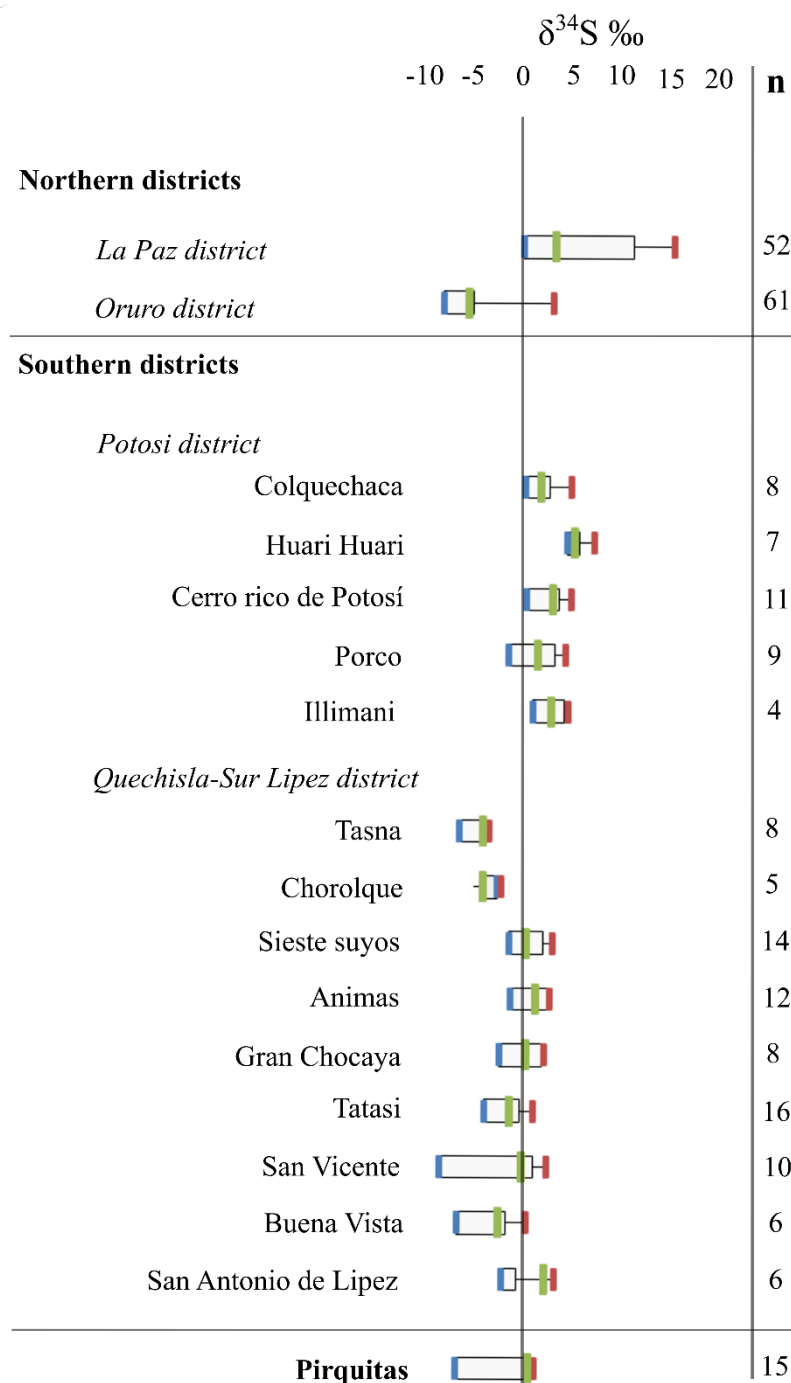 δ³⁴S ‰
-10 -5 0 5 10 15 20 n
Northern districts
La Paz district 52
Oruro district 61
Southern districts
Potosi district
Colquechaca 8
Huari Huari 7
Cerro rico de Potosí 11
Porco 9
Illimani 4
Quechisla-Sur Lipez district
Tasna 8
Chorolque 5
Sieste suyos 14
Animas 12
Gran Chocaya 8
Tatasi 16
San Vicente 10
Buena Vista 6
San Antonio de Lipez 6
Pirquitas 15